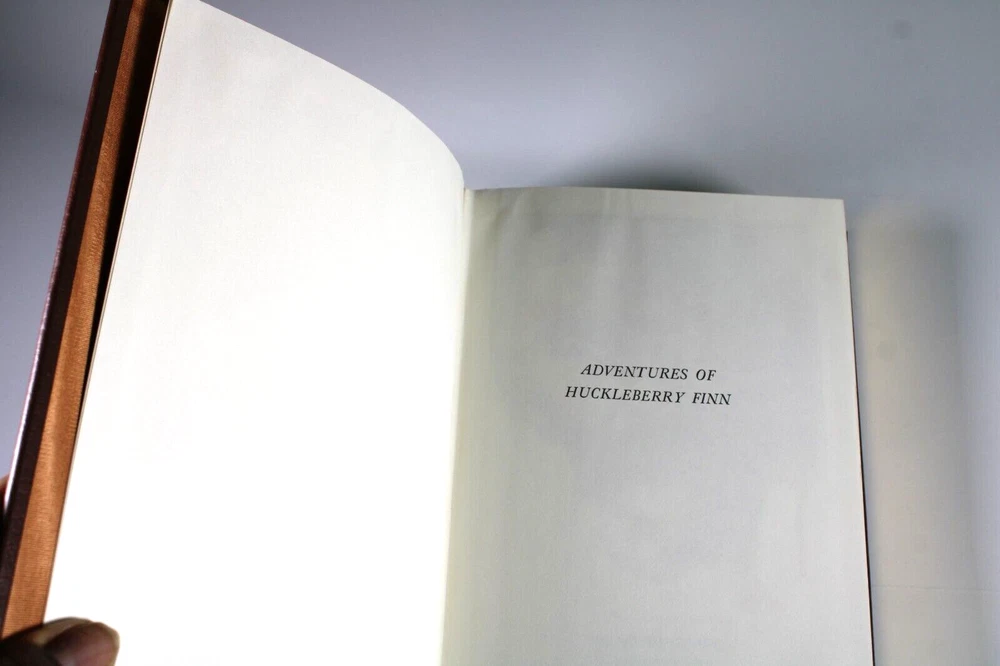 ADVENTURES OF
HUCKLEBERRY FINN